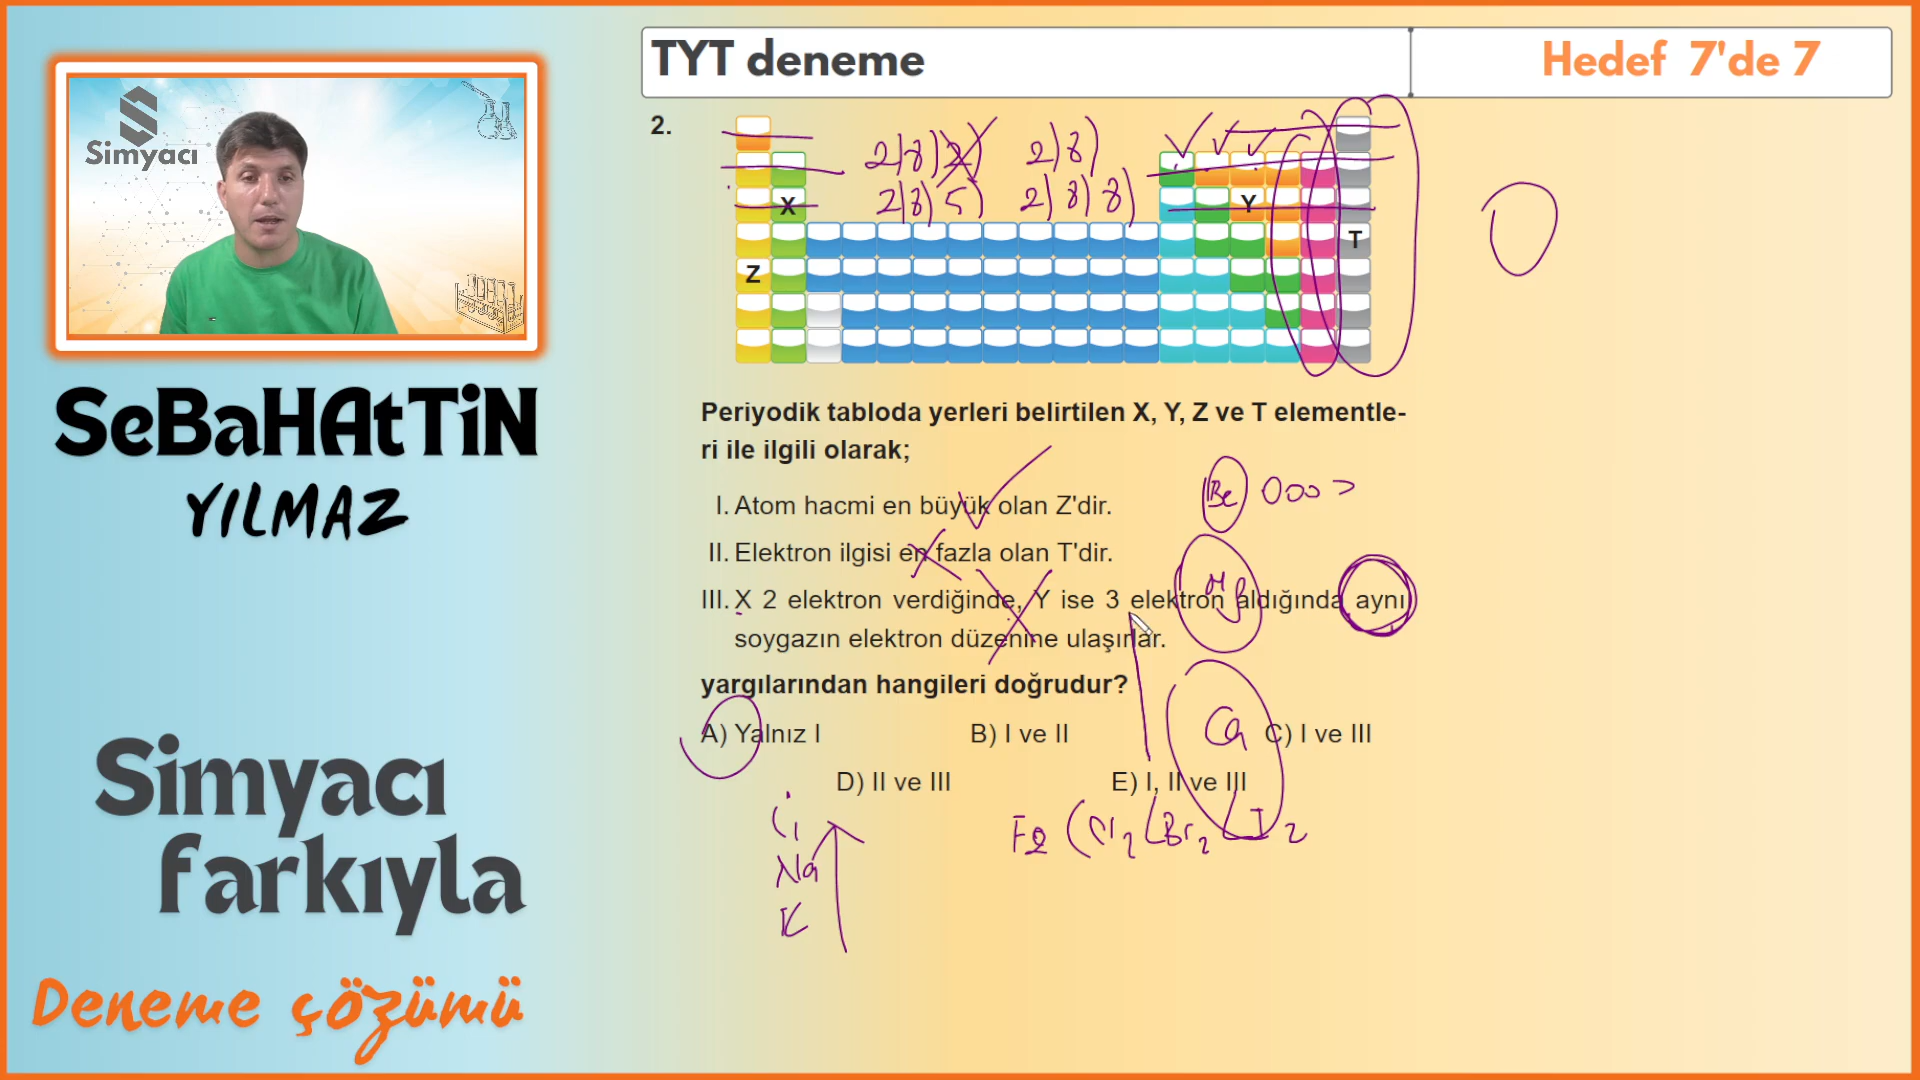 TYT deneme
Hedef 7'de 7
Simyacı
SeBaHAtTiN
YILMAZ
Simyacı
farkıyla
Deneme çözümü
2.
2)8)2)
2)8)
2)8)5)
2)8)8)
X
Y
T
Z
Periyodik tabloda yerleri belirtilen X, Y, Z ve T elementle-
ri ile ilgili olarak;
I. Atom hacmi en büyük olan Z'dir.
II. Elektron ilgisi en fazla olan T'dir.
III. X 2 elektron verdiğinde, Y ise 3 elektron aldığında aynı
soygazın elektron düzenine ulaşırlar.
yargılarından hangileri doğrudur?
A) Yalnız I
B) I ve II
C) I ve III
D) II ve III
E) I, II ve III
Be
Mg
Ca
Na
K
Br2
I2